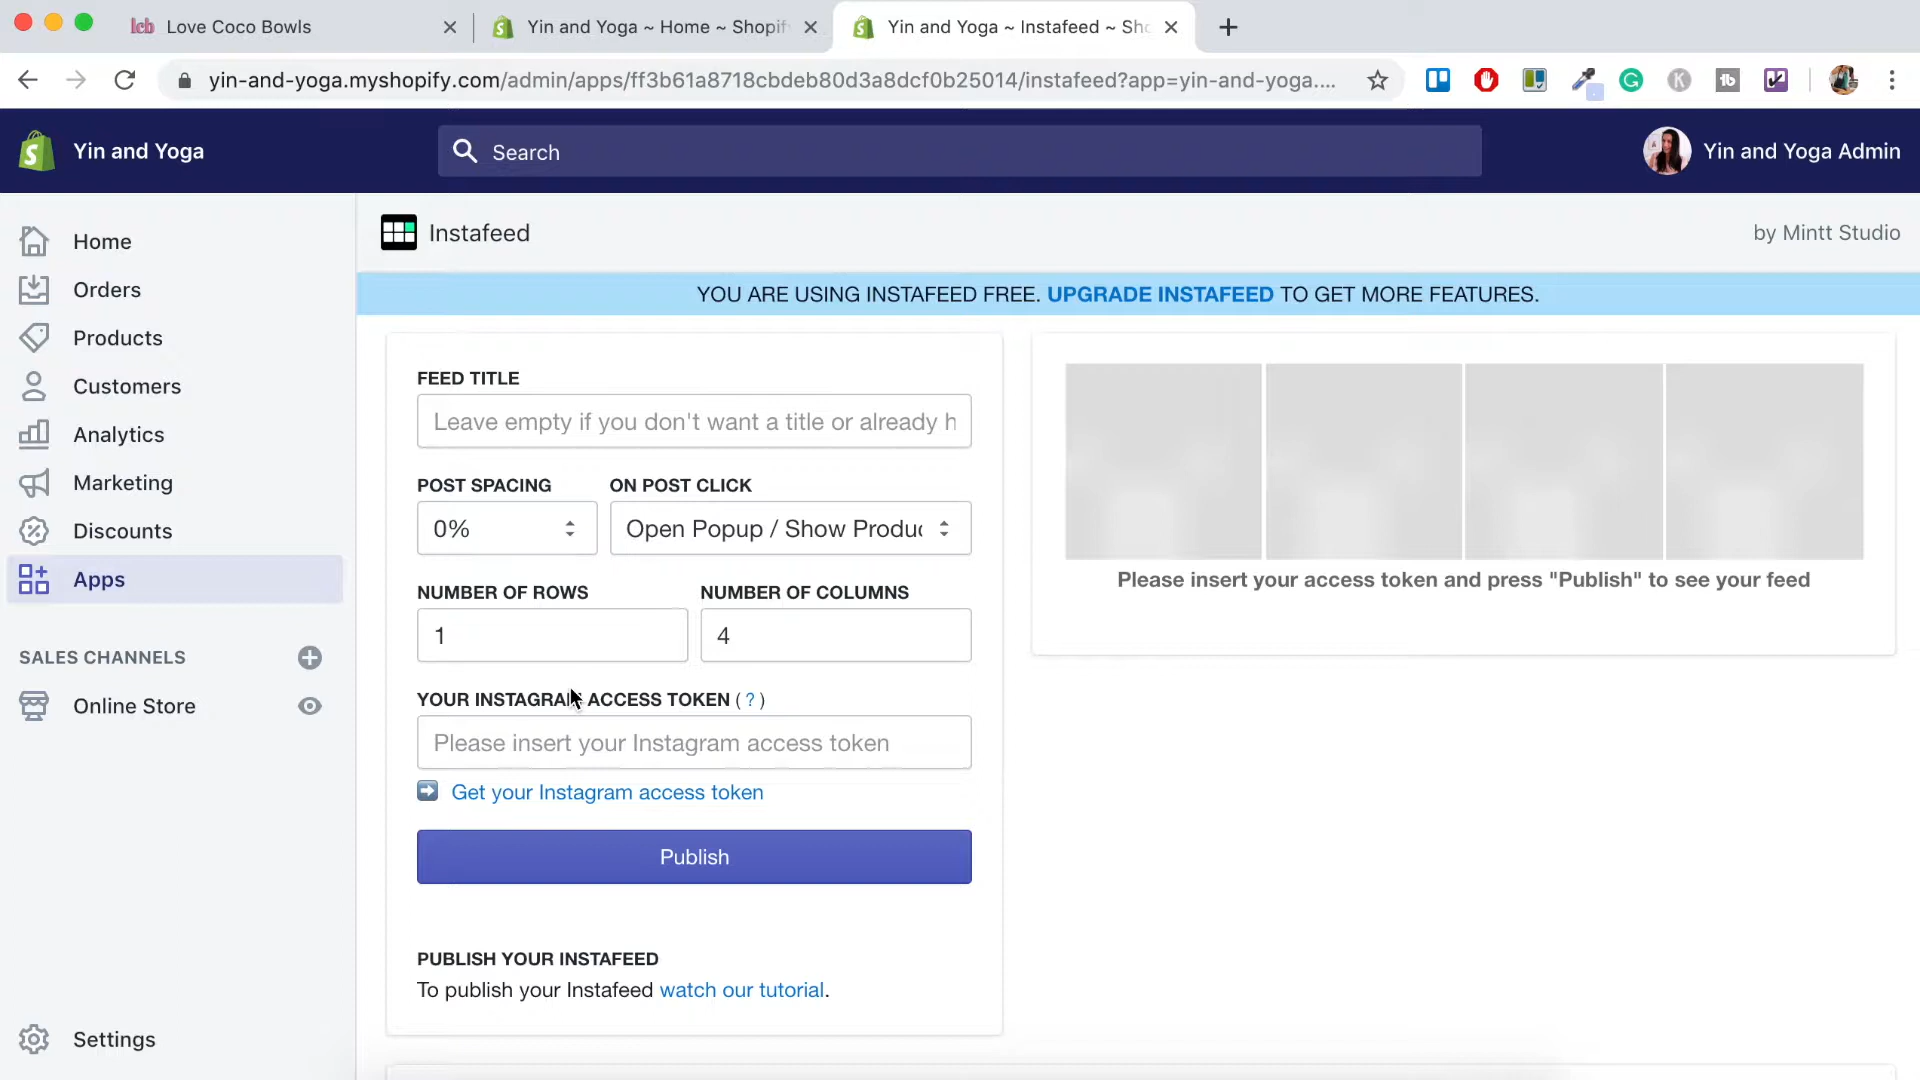 lcb Love Coco Bowls
Yin and Yoga ~ Home ~ Shopif
Yin and Yoga ~ Instafeed ~ Sho
yin-and-yoga.myshopify.com/admin/apps/ff3b61a8718cbdeb80d3a8dcf0b25014/instafeed?app=yin-and-yoga....
Yin and Yoga
Search
Yin and Yoga Admin
Home
Orders
Products
Customers
Analytics
Marketing
Discounts
Apps
SALES CHANNELS
Online Store
Settings
Instafeed
by Mintt Studio
YOU ARE USING INSTAFEED FREE. UPGRADE INSTAFEED TO GET MORE FEATURES.
FEED TITLE
Leave empty if you don't want a title or already h
POST SPACING
ON POST CLICK
0%
Open Popup / Show Produc
NUMBER OF ROWS
NUMBER OF COLUMNS
1
4
YOUR INSTAGRAM ACCESS TOKEN ( ? )
Please insert your Instagram access token
Get your Instagram access token
Publish
PUBLISH YOUR INSTAFEED
To publish your Instafeed watch our tutorial.
Please insert your access token and press "Publish" to see your feed